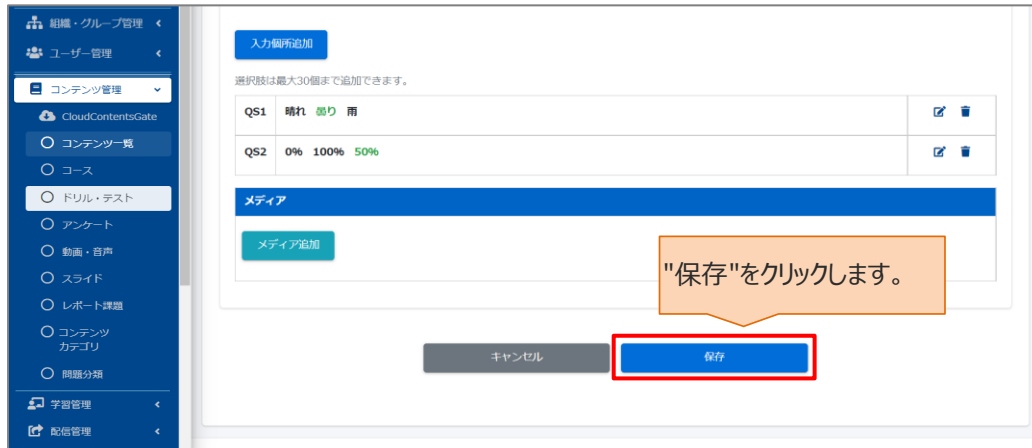 組織・グループ管理
ユーザー管理
コンテンツ管理
CloudContentsGate
コンテンツ一覧
コース
ドリル・テスト
アンケート
動画・音声
スライド
レポート課題
コンテンツ
カテゴリ
問題分類
学習管理
配信管理
入力個所追加
選択肢は最大30個まで追加できます。
QS1 晴れ 曇り 雨
QS2 0% 100% 50%
メディア
メディア追加
"保存"をクリックします。
キャンセル
保存